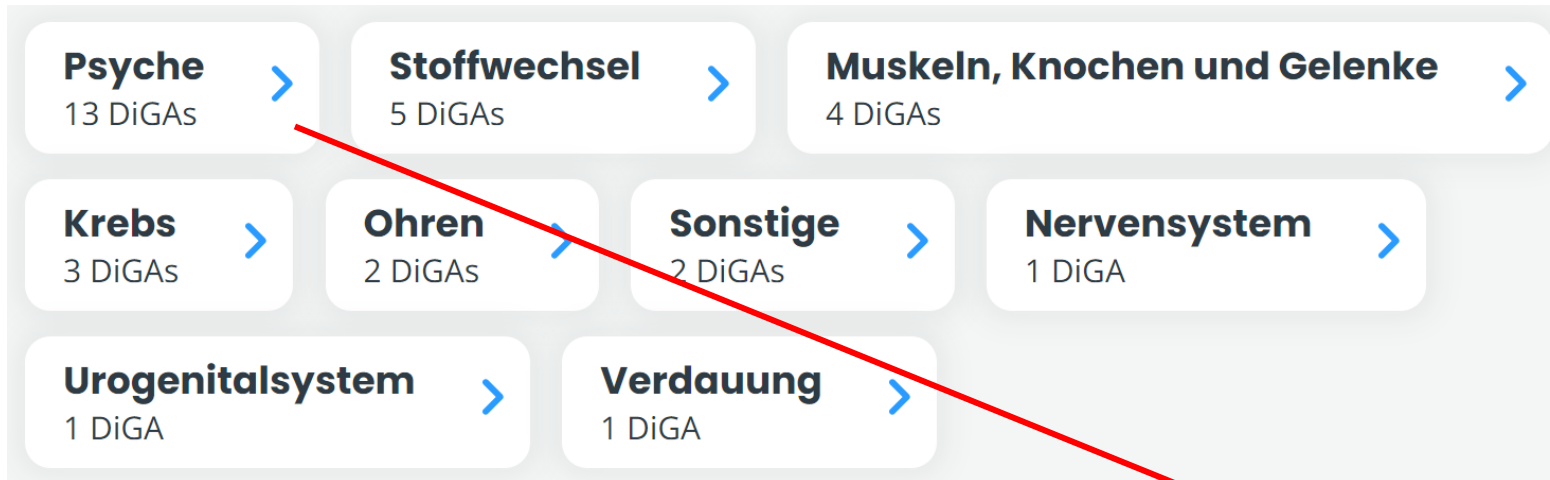 Psyche
13 DiGAs
Stoffwechsel
5 DiGAs
Muskeln, Knochen und Gelenke
4 DiGAs
Krebs
3 DiGAs
Ohren
2 DiGAs
Sonstige
2 DiGAs
Nervensystem
1 DiGA
Urogenitalsystem
1 DiGA
Verdauung
1 DiGA